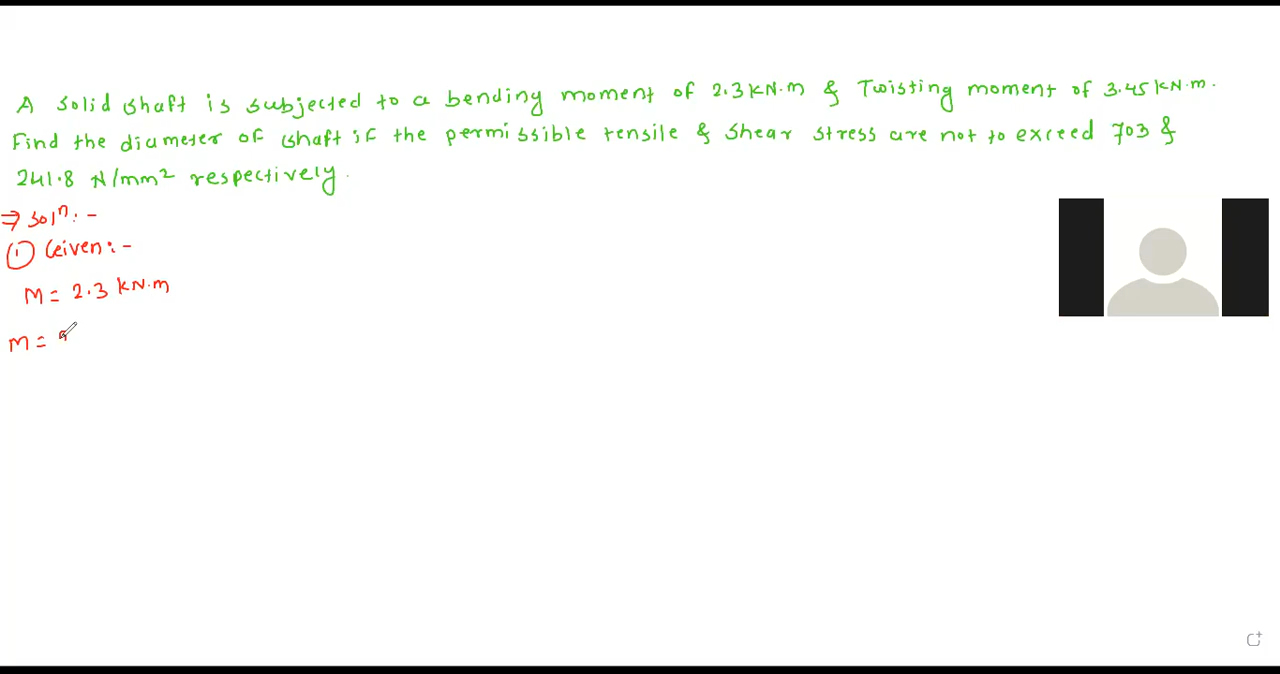 A solid shaft is subjected to a bending moment of 2.3 KN.m & Twisting moment of 3.45 KN.m.
Find the diameter of shaft if the permissible tensile & shear stress are not to exceed 703 &
241.8 N/mm² respectively.
⇒ Solⁿ:-
① Given:-
M = 2.3 KN.m
M =